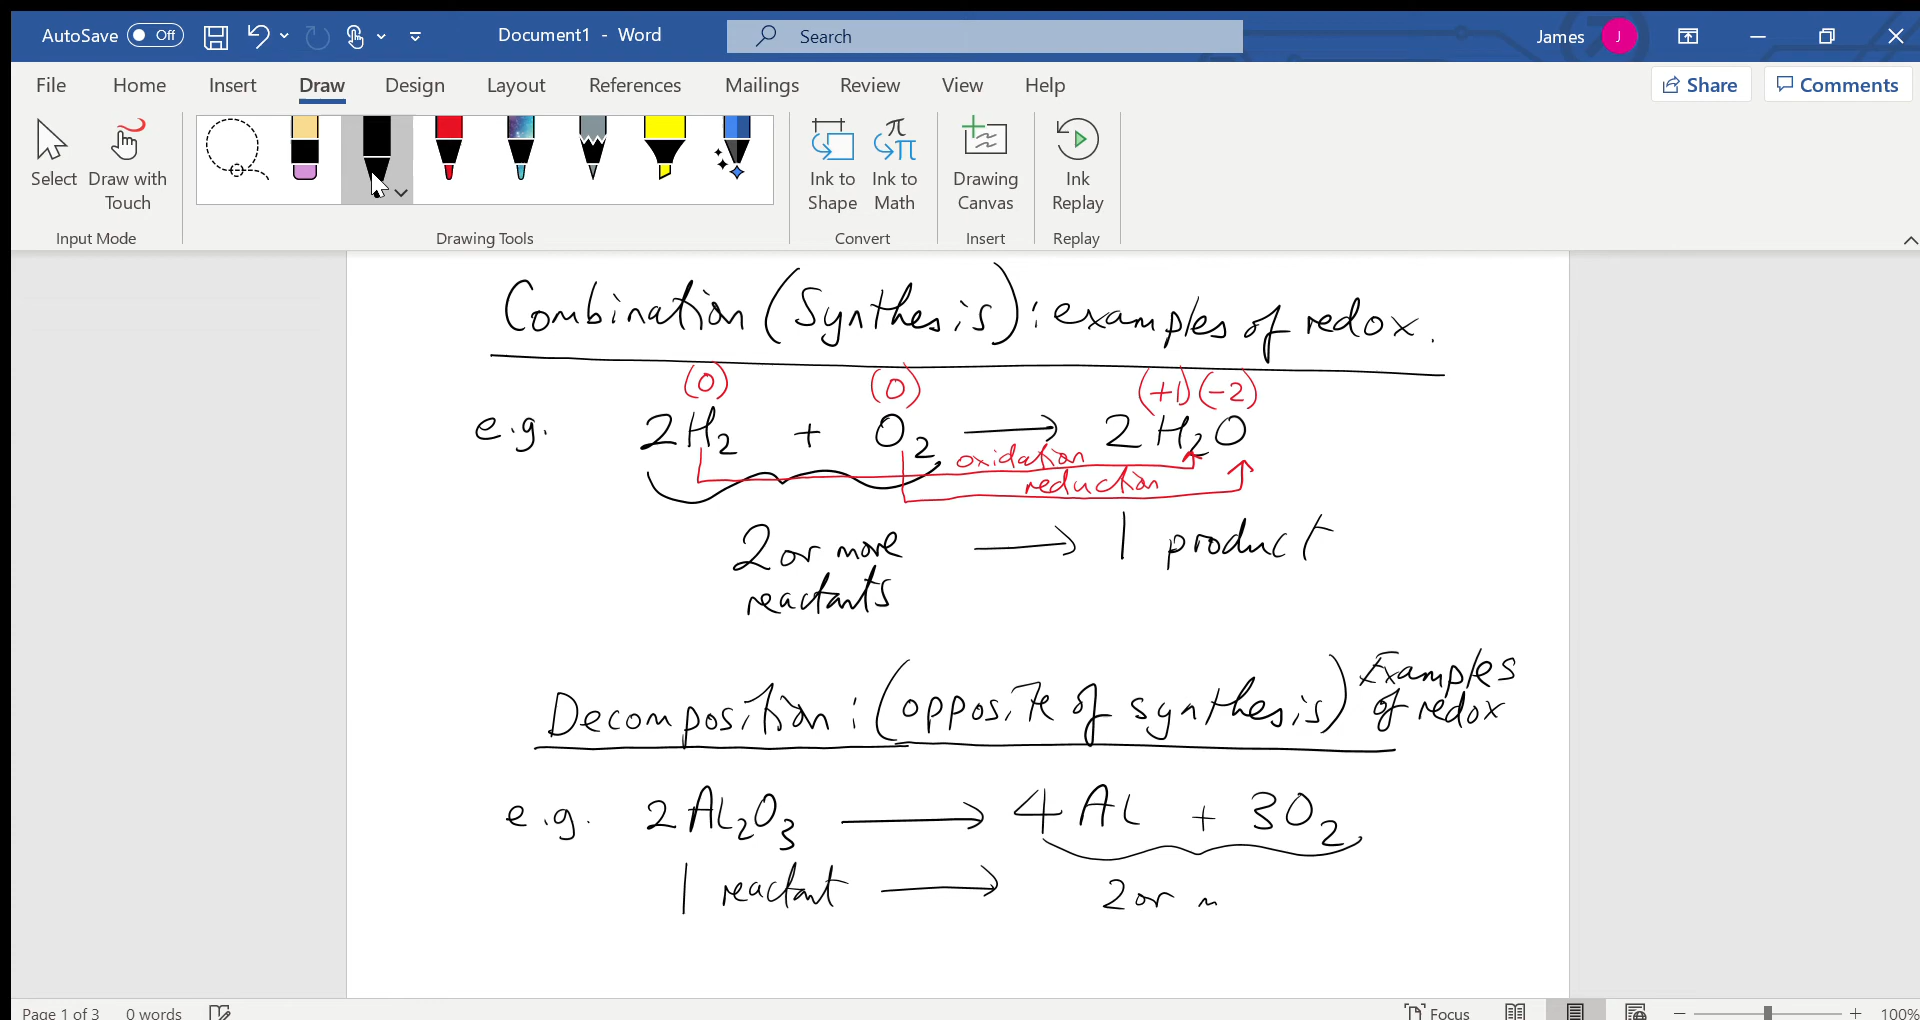 AutoSave Off Document1 - Word Search James J
File Home Insert Draw Design Layout References Mailings Review View Help Share Comments
Select Draw with Touch Ink to Shape Ink to Math Drawing Canvas Ink Replay
Input Mode Drawing Tools Convert Insert Replay
Combination (Synthesis): examples of redox.
(0) (0) (+1) (-2)
e.g. 2H₂ + O₂ → 2H₂O
oxidation
reduction
2 or more → 1 product
reactants
Decomposition: (opposite of synthesis) Examples of redox
e.g. 2Al₂O₃ → 4Al + 3O₂
1 reactant → 2 or
Page 1 of 3 0 words Focus 100%